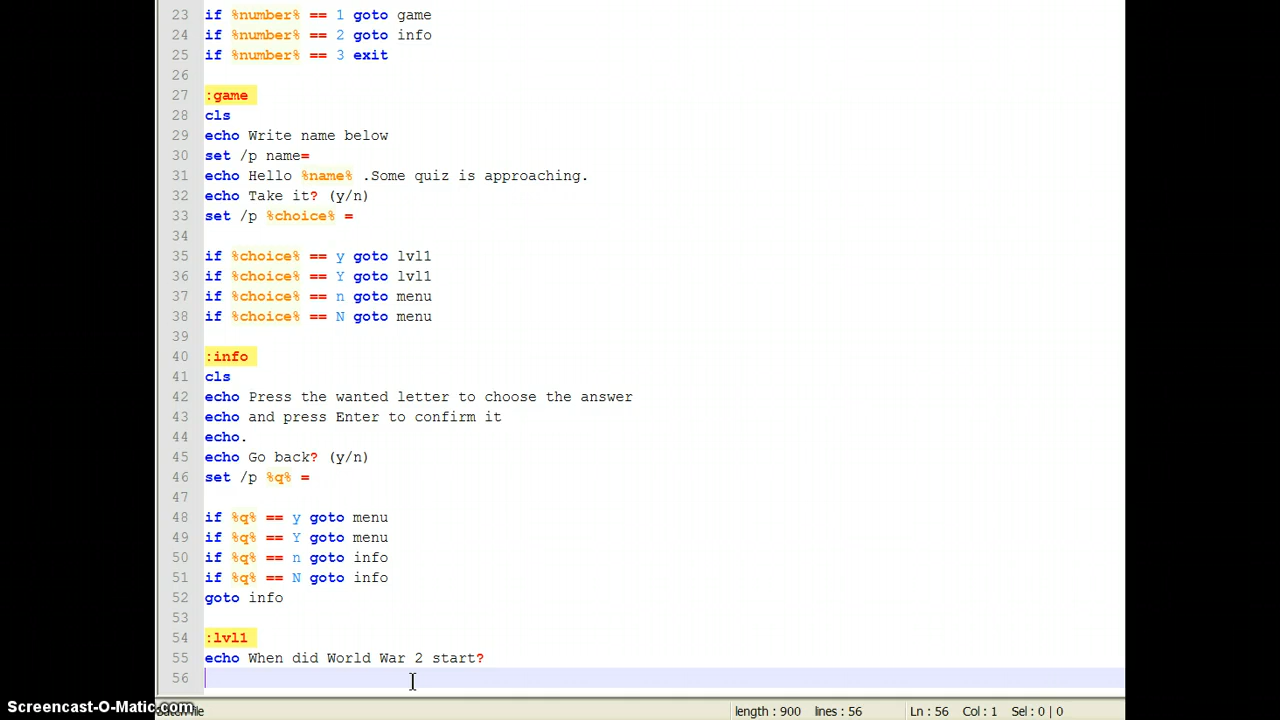 23 if %number% == 1 goto game
24 if %number% == 2 goto info
25 if %number% == 3 exit
26
27 :game
28 cls
29 echo Write name below
30 set /p name=
31 echo Hello %name% .Some quiz is approaching.
32 echo Take it? (y/n)
33 set /p %choice% =
34
35 if %choice% == y goto lvl1
36 if %choice% == Y goto lvl1
37 if %choice% == n goto menu
38 if %choice% == N goto menu
39
40 :info
41 cls
42 echo Press the wanted letter to choose the answer
43 echo and press Enter to confirm it
44 echo.
45 echo Go back? (y/n)
46 set /p %q% =
47
48 if %q% == y goto menu
49 if %q% == Y goto menu
50 if %q% == n goto info
51 if %q% == N goto info
52 goto info
53
54 :lvl1
55 echo When did World War 2 start?
56
Screencast-O-Matic.com
length : 900 lines : 56 Ln : 56 Col : 1 Sel : 0 | 0